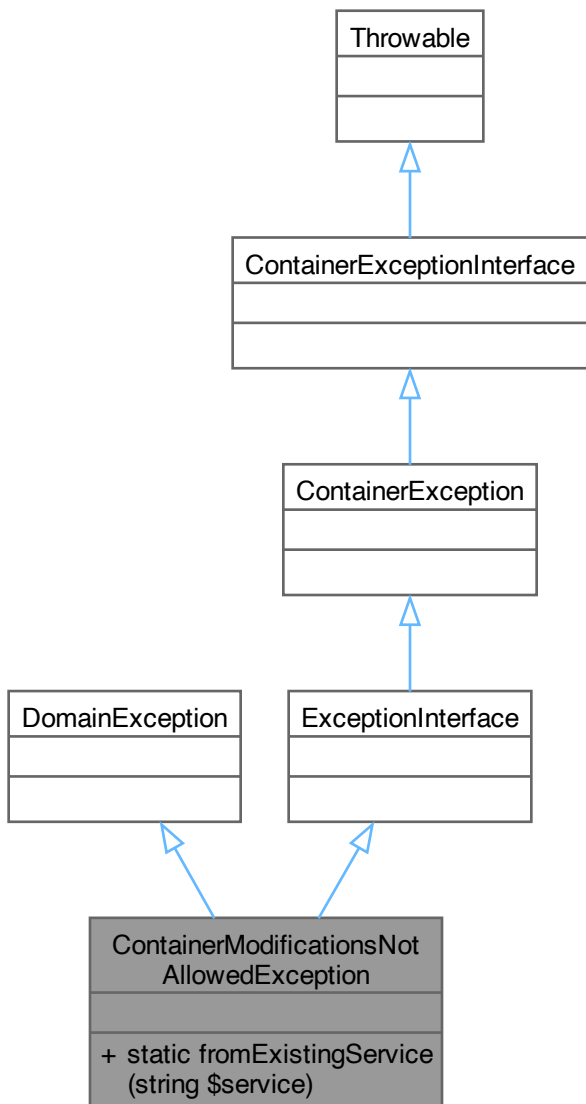 Throwable
ContainerExceptionInterface
ContainerException
DomainException
ExceptionInterface
ContainerModificationsNot
AllowedException
+ static fromExistingService
(string $service)